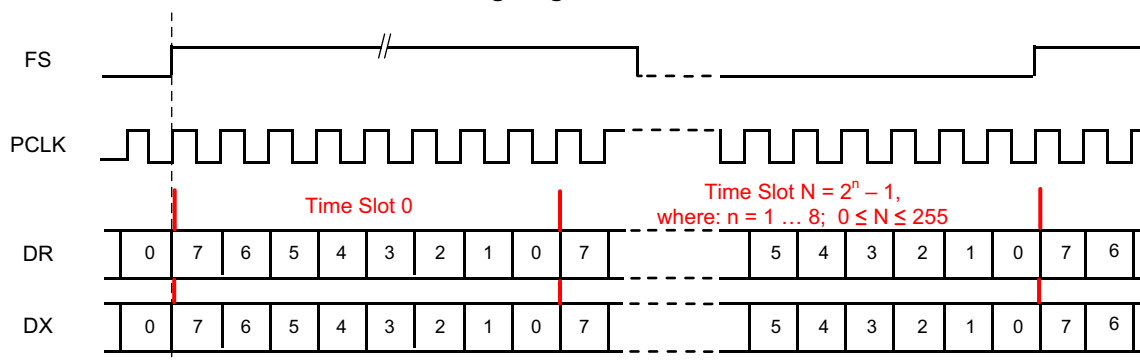 FS
PCLK
Time Slot 0
Time Slot N = 2ⁿ – 1,
where: n = 1 … 8; 0 ≤ N ≤ 255
DR 0 7 6 5 4 3 2 1 0 7 5 4 3 2 1 0 7 6
DX 0 7 6 5 4 3 2 1 0 7 5 4 3 2 1 0 7 6